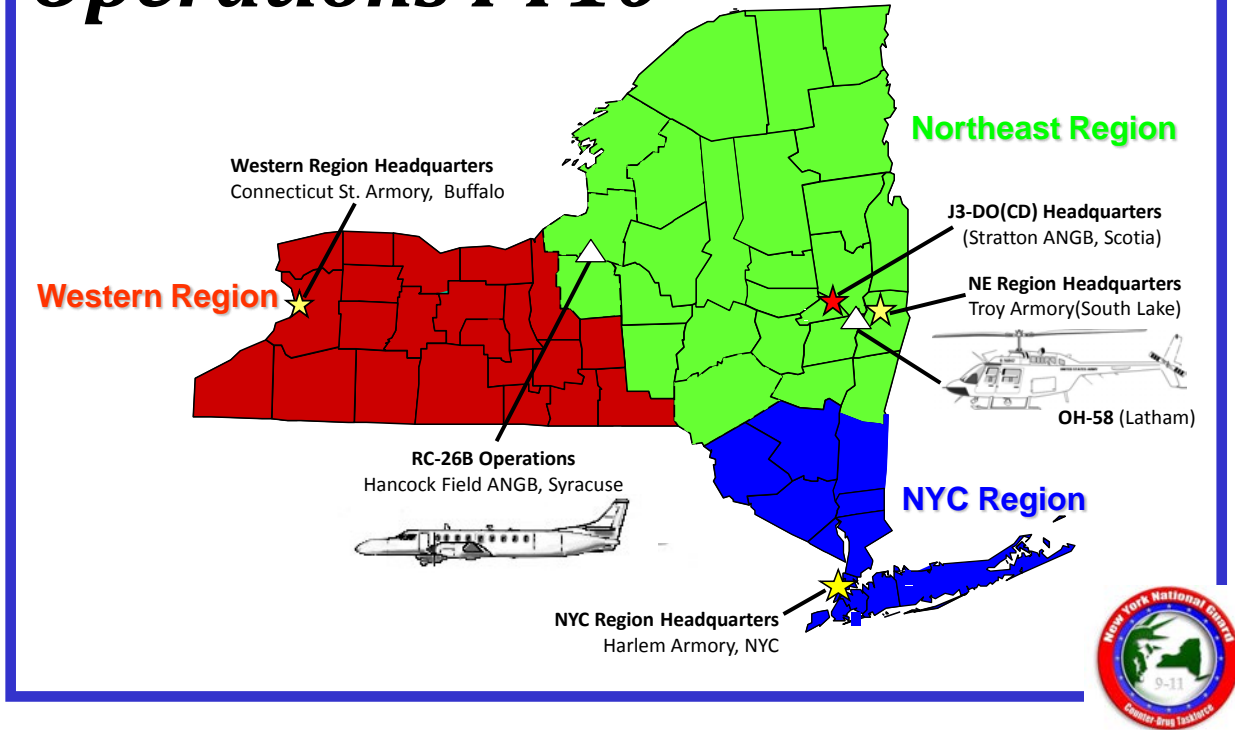 Operations FY10
Northeast Region
Western Region Headquarters
Connecticut St. Armory, Buffalo
J3-DO(CD) Headquarters
(Stratton ANGB, Scotia)
Western Region
NE Region Headquarters
Troy Armory(South Lake)
OH-58 (Latham)
RC-26B Operations
Hancock Field ANGB, Syracuse
NYC Region
NYC Region Headquarters
Harlem Armory, NYC
New York National Guard
9-11
Counter-Drug Taskforce